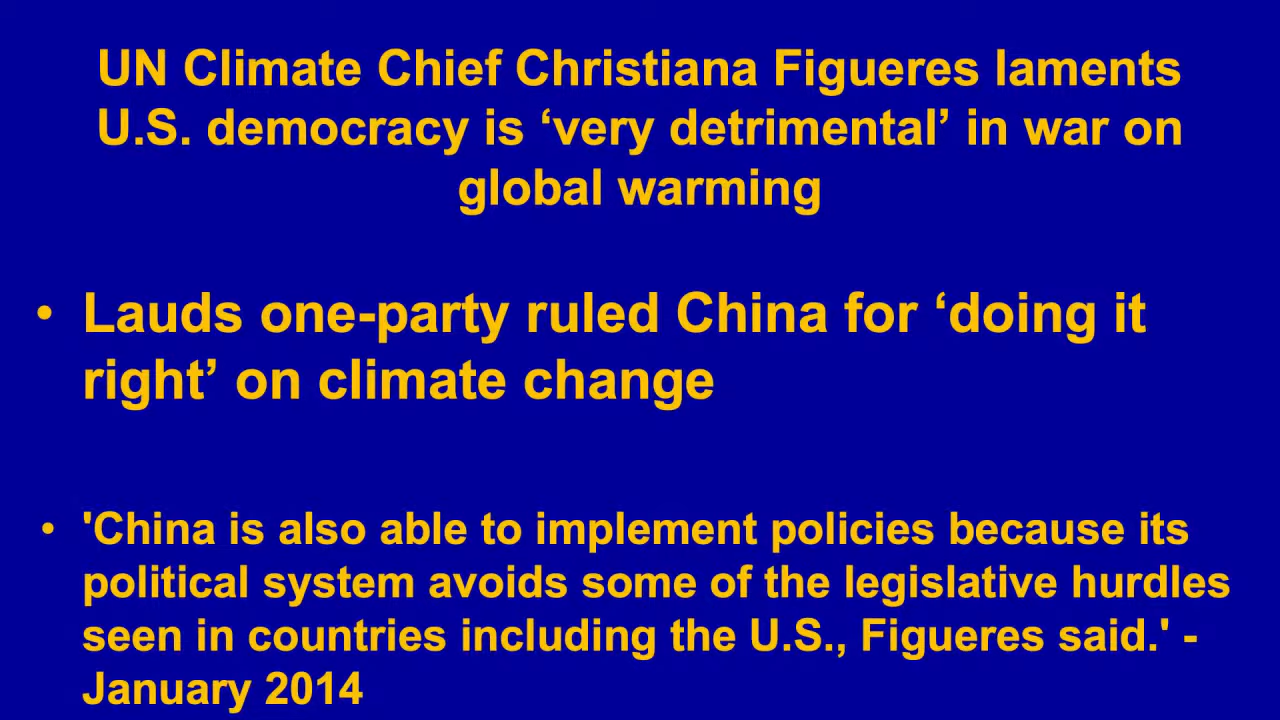 UN Climate Chief Christiana Figueres laments
U.S. democracy is ‘very detrimental’ in war on
global warming
• Lauds one-party ruled China for ‘doing it
right’ on climate change
• 'China is also able to implement policies because its
political system avoids some of the legislative hurdles
seen in countries including the U.S., Figueres said.' -
January 2014